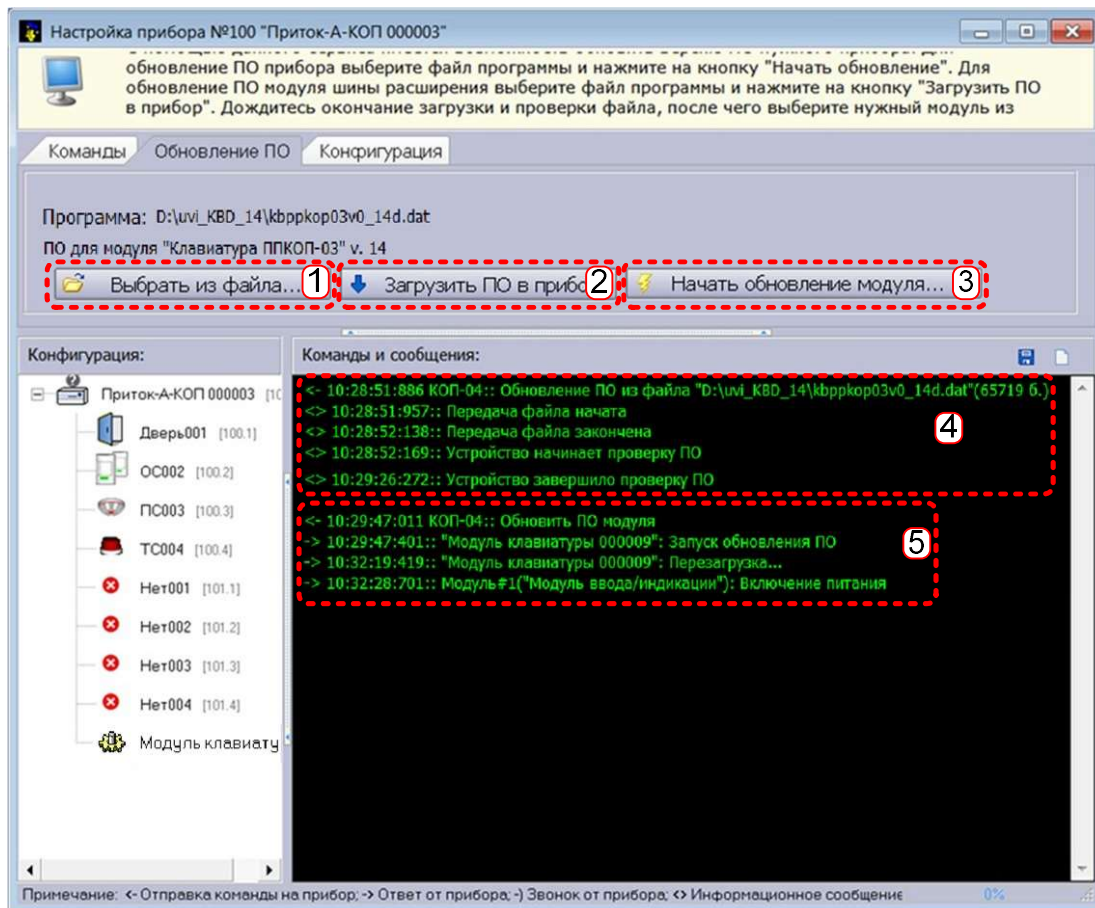 Настройка прибора №100 "Приток-А-КОП 000003"
обновление ПО прибора выберите файл программы и нажмите на кнопку "Начать обновление". Для
обновление ПО модуля шины расширения выберите файл программы и нажмите на кнопку "Загрузить ПО
в прибор". Дождитесь окончание загрузки и проверки файла, после чего выберите нужный модуль из
Команды Обновление ПО Конфигурация
Программа: D:\uvi_KBD_14\kbppkop03v0_14d.dat
ПО для модуля "Клавиатура ППКОП-03" v. 14
Выбрать из файла... 1 Загрузить ПО в прибо 2 Начать обновление модуля... 3
Конфигурация:
Приток-А-КОП 000003 [10
Дверь001 [100.1]
ОС002 [100.2]
ПС003 [100.3]
ТС004 [100.4]
Нет001 [101.1]
Нет002 [101.2]
Нет003 [101.3]
Нет004 [101.4]
Модуль клавиату
Команды и сообщения:
<- 10:28:51:886 КОП-04:: Обновление ПО из файла "D:\uvi_KBD_14\kbppkop03v0_14d.dat"(65719 б.)
<> 10:28:51:957:: Передача файла начата
<> 10:28:52:138:: Передача файла закончена
<> 10:28:52:169:: Устройство начинает проверку ПО
<> 10:29:26:272:: Устройство завершило проверку ПО
4
<- 10:29:47:011 КОП-04:: Обновить ПО модуля
-> 10:29:47:401:: "Модуль клавиатуры 000009": Запуск обновления ПО
-> 10:32:19:419:: "Модуль клавиатуры 000009": Перезагрузка...
-> 10:32:28:701:: Модуль#1("Модуль ввода/индикации"): Включение питания
5
Примечание: <- Отправка команды на прибор; -> Ответ от прибора; -) Звонок от прибора; <> Информационное сообщение
0%